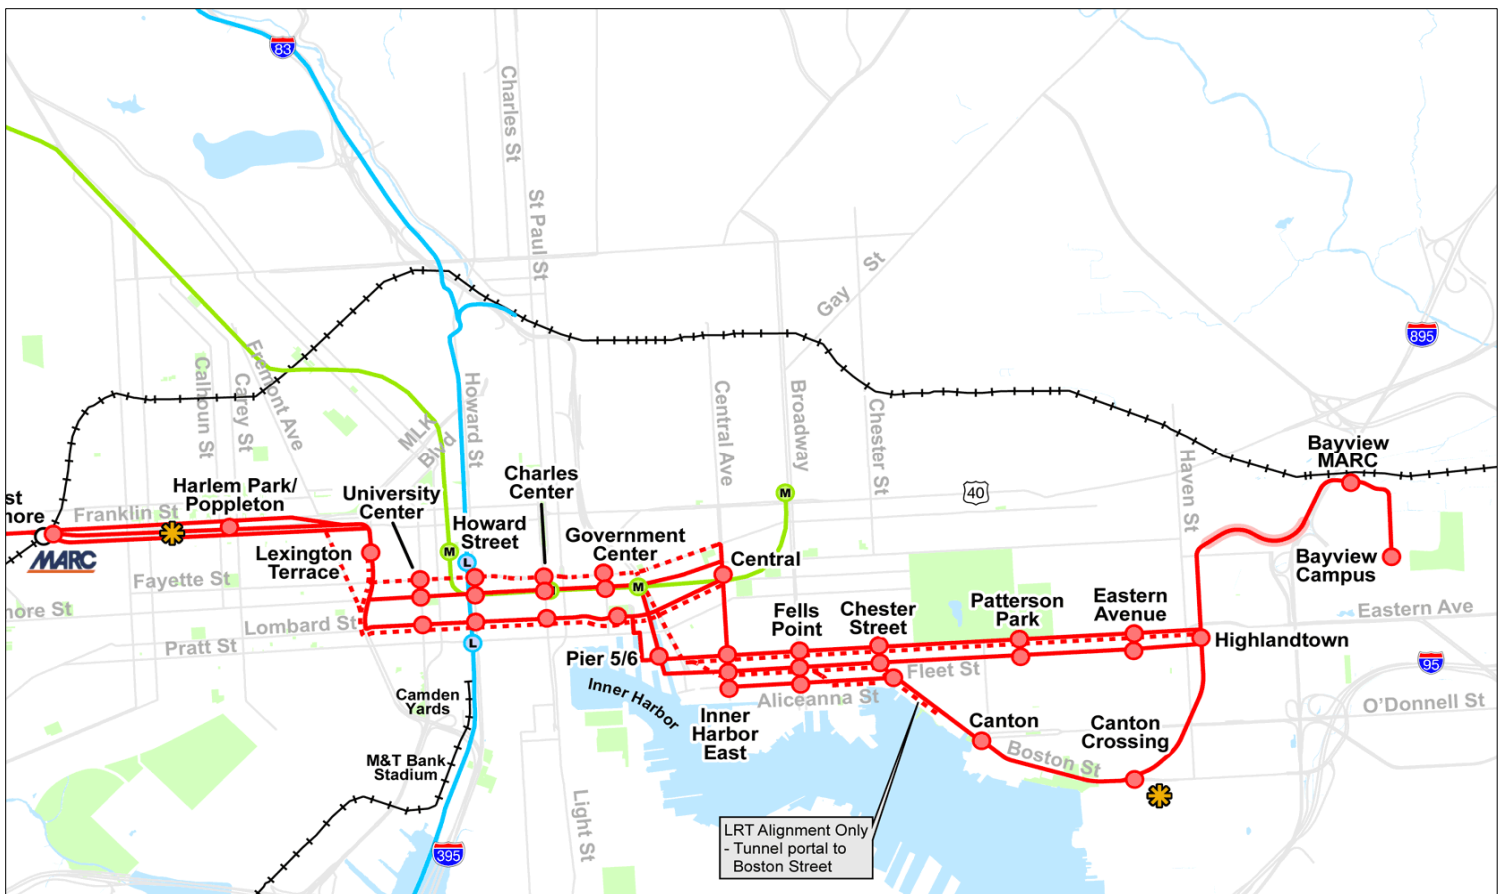 83
Charles St
St Paul St
Gay St
895
Fremont Ave
Calhoun St
Carey St
MLK
Blvd
Howard St
Central Ave
Broadway
Chester St
Haven St
Bayview
MARC
st
nore
Franklin St
Harlem Park/
Poppleton
University
Center
Charles
Center
Howard
Street
Government
Center
M
40
MARC
Lexington
Terrace
M
L
M
Central
Bayview
Campus
Fayette St
more St
Lombard St
Pratt St
L
Fells
Point
Chester
Street
Patterson
Park
Eastern
Avenue
Eastern Ave
Highlandtown
Pier 5/6
Fleet St
95
Inner Harbor
Aliceanna St
Camden
Yards
Inner
Harbor
East
Canton
Canton
Crossing
O'Donnell St
Boston St
M&T Bank
Stadium
Light St
395
LRT Alignment Only
- Tunnel portal to
Boston Street